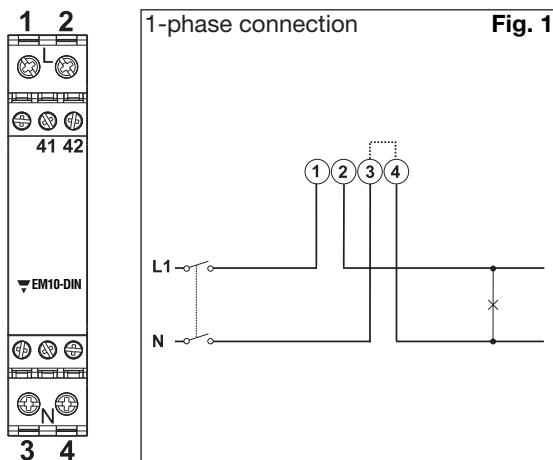 1 2
L
41 42
EM10-DIN
N
3 4
1-phase connection Fig. 1
1 2 3 4
L1
N